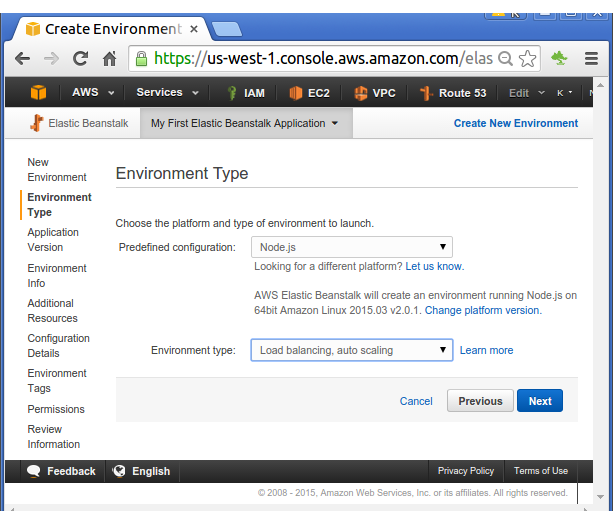 Create Environment
https://us-west-1.console.aws.amazon.com/elas
AWS Services IAM EC2 VPC Route 53 Edit K
Elastic Beanstalk My First Elastic Beanstalk Application Create New Environment
New
Environment
Environment
Type
Application
Version
Environment
Info
Additional
Resources
Configuration
Details
Environment
Tags
Permissions
Review
Information
Environment Type
Choose the platform and type of environment to launch.
Predefined configuration: Node.js
Looking for a different platform? Let us know.
AWS Elastic Beanstalk will create an environment running Node.js on
64bit Amazon Linux 2015.03 v2.0.1. Change platform version.
Environment type: Load balancing, auto scaling Learn more
Cancel Previous Next
Feedback English Privacy Policy Terms of Use
© 2008 - 2015, Amazon Web Services, Inc. or its affiliates. All rights reserved.